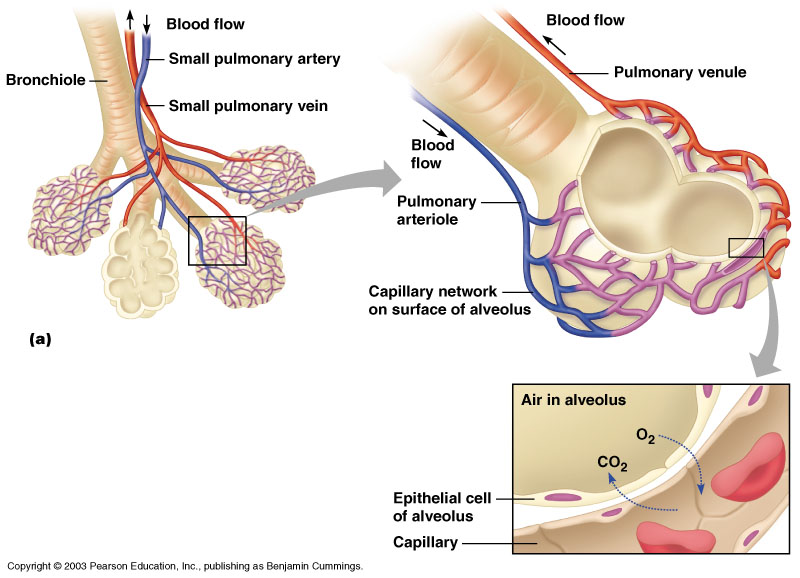 Blood flow
Small pulmonary artery
Bronchiole
Small pulmonary vein
(a)
Blood flow
Pulmonary venule
Blood
flow
Pulmonary
arteriole
Capillary network
on surface of alveolus
Air in alveolus
O2
CO2
Epithelial cell
of alveolus
Capillary
Copyright © 2003 Pearson Education, Inc., publishing as Benjamin Cummings.